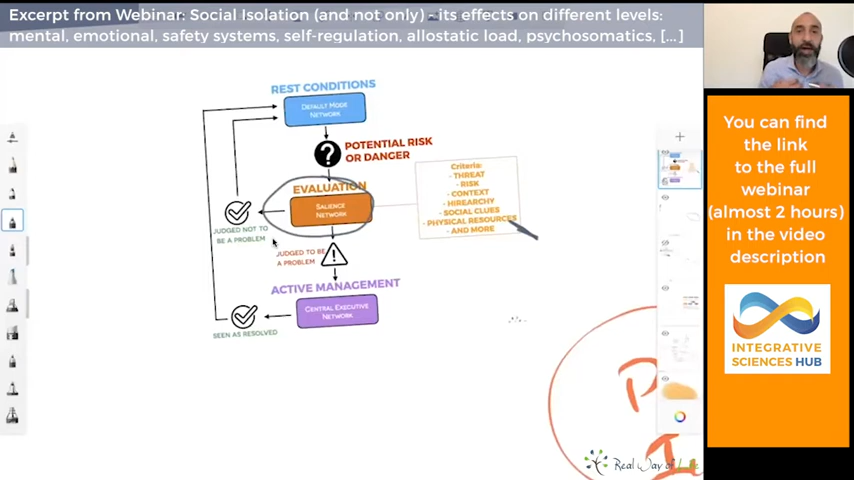 Excerpt from Webinar: Social Isolation (and not only) - its effects on different levels:
mental, emotional, safety systems, self-regulation, allostatic load, psychosomatics, [...]
REST CONDITIONS
DEFAULT MODE
NETWORK
?
POTENTIAL RISK
OR DANGER
EVALUATION
SALIENCE
NETWORK
Criteria:
- THREAT
- RISK
- CONTEXT
- HIERARCHY
- SOCIAL CLUES
- PHYSICAL RESOURCES
- AND MORE
JUDGED NOT TO
BE A PROBLEM
JUDGED TO BE
A PROBLEM
ACTIVE MANAGEMENT
CENTRAL EXECUTIVE
NETWORK
SEEN AS RESOLVED
You can find
the link
to the full
webinar
(almost 2 hours)
in the video
description
INTEGRATIVE
SCIENCES HUB
P
I
Real Way of